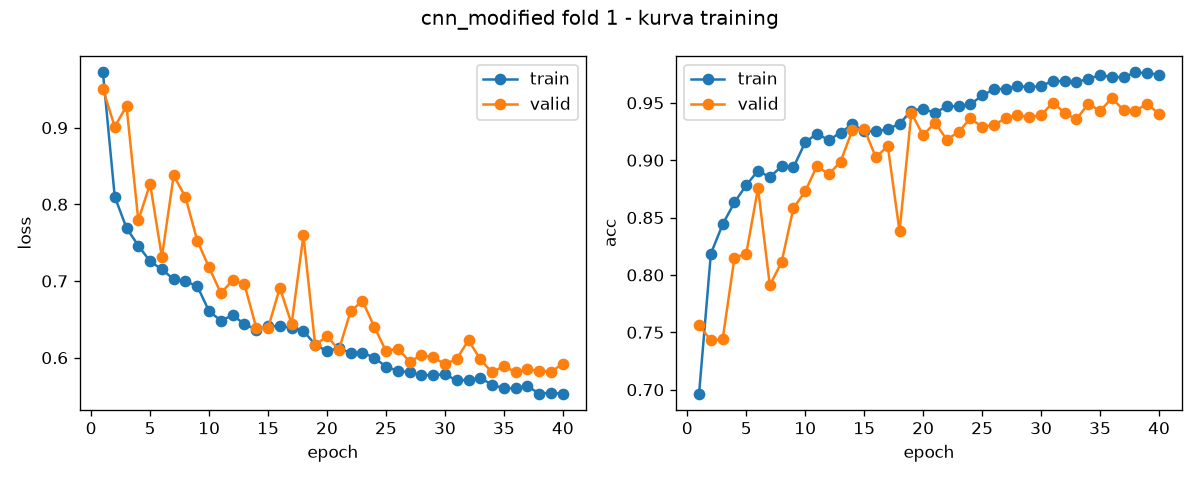 cnn_modified fold 1 - kurva training
train
valid
loss
0.9
0.8
0.7
0.6
0 5 10 15 20 25 30 35 40
epoch
train
valid
acc
0.95
0.90
0.85
0.80
0.75
0.70
0 5 10 15 20 25 30 35 40
epoch